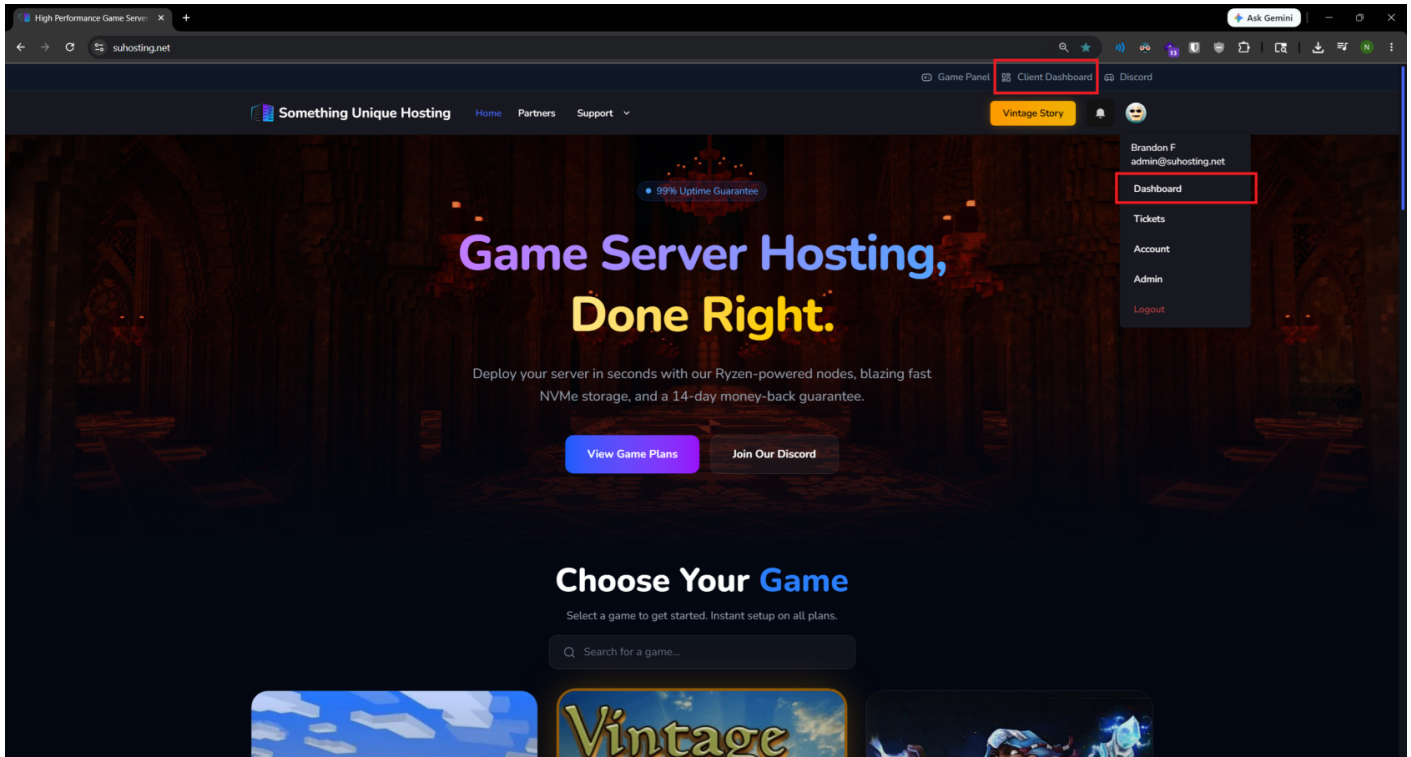 High Performance Game Server
Ask Gemini
suhosting.net
13
N
Game Panel
Client Dashboard
Discord
Something Unique Hosting
Home
Partners
Support
Vintage Story
Brandon F
admin@suhosting.net
Dashboard
Tickets
Account
Admin
Logout
99% Uptime Guarantee
Game Server Hosting,
Done Right.
Deploy your server in seconds with our Ryzen-powered nodes, blazing fast
NVMe storage, and a 14-day money-back guarantee.
View Game Plans
Join Our Discord
Choose Your Game
Select a game to get started. Instant setup on all plans.
Search for a game...
Vintage